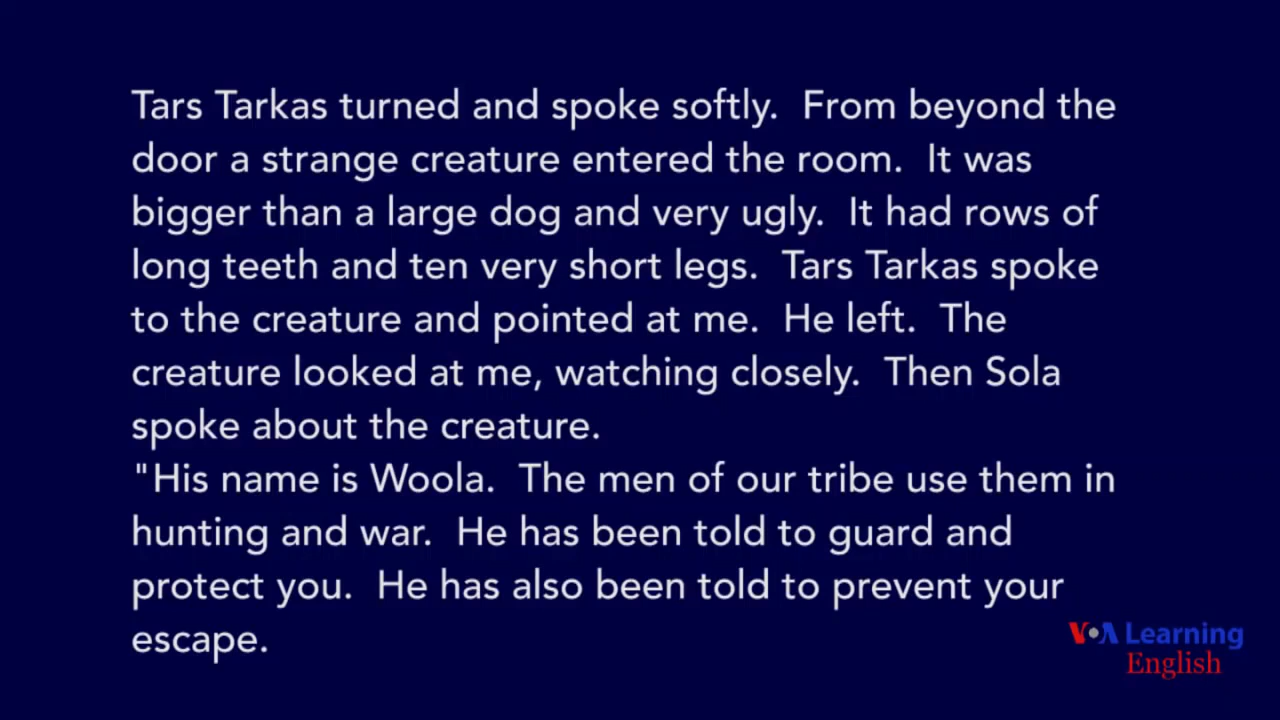 Tars Tarkas turned and spoke softly.  From beyond the
door a strange creature entered the room.  It was
bigger than a large dog and very ugly.  It had rows of
long teeth and ten very short legs.  Tars Tarkas spoke
to the creature and pointed at me.  He left.  The
creature looked at me, watching closely.  Then Sola
spoke about the creature.
"His name is Woola.  The men of our tribe use them in
hunting and war.  He has been told to guard and
protect you.  He has also been told to prevent your
escape.
VOA Learning
English